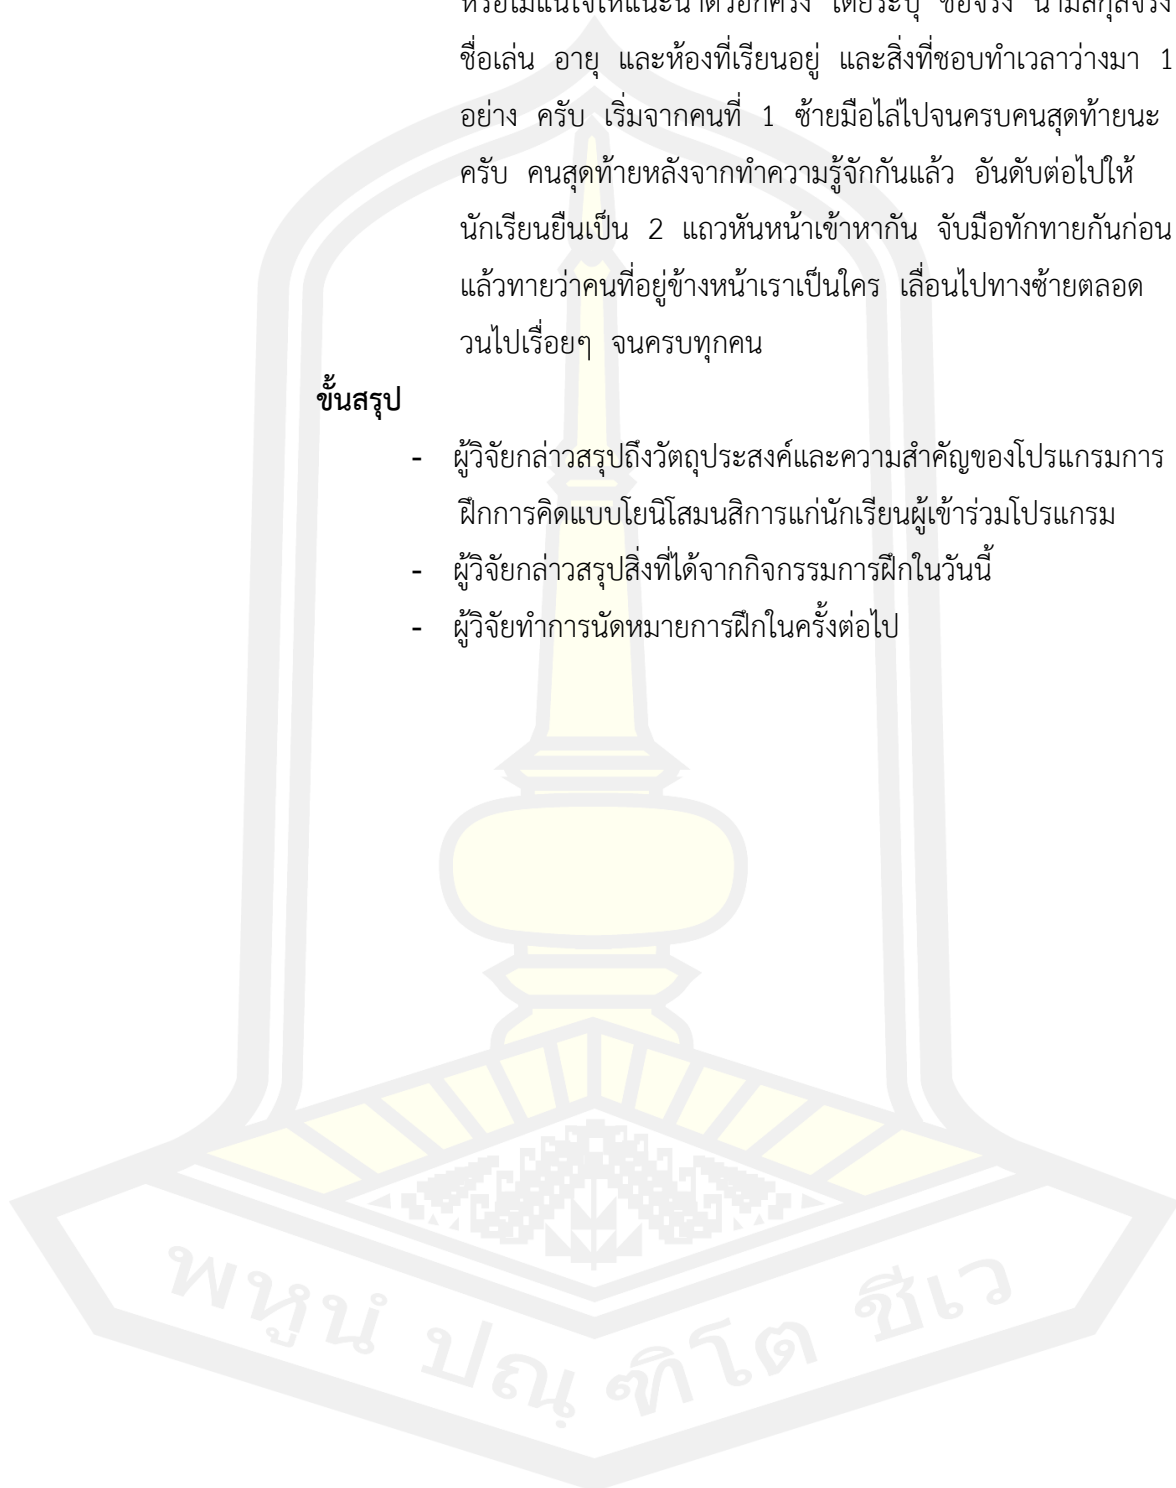 หรือไม่แน่ใจให้แนะนำตัวอีกครั้ง โดยระบุ ชื่อจริง นามสกุลจริง
ชื่อเล่น อายุ และห้องที่เรียนอยู่ และสิ่งที่ชอบทำเวลาว่างมา 1
อย่าง ครับ เริ่มจากคนที่ 1 ซ้ายมือไล่ไปจนครบคนสุดท้ายนะ
ครับ คนสุดท้ายหลังจากทำความรู้จักกันแล้ว อันดับต่อไปให้
นักเรียนยืนเป็น 2 แถวหันหน้าเข้าหากัน จับมือทักทายกันก่อน
แล้วทายว่าคนที่อยู่ข้างหน้าเราเป็นใคร เลื่อนไปทางซ้ายตลอด
วนไปเรื่อยๆ จนครบทุกคน
ขั้นสรุป
- ผู้วิจัยกล่าวสรุปถึงวัตถุประสงค์และความสำคัญของโปรแกรมการ
ฝึกการคิดแบบโยนิโสมนสิการแก่นักเรียนผู้เข้าร่วมโปรแกรม
- ผู้วิจัยกล่าวสรุปสิ่งที่ได้จากกิจกรรมการฝึกในวันนี้
- ผู้วิจัยทำการนัดหมายการฝึกในครั้งต่อไป
พหูนํ ปณฺฑิโต ชีเว